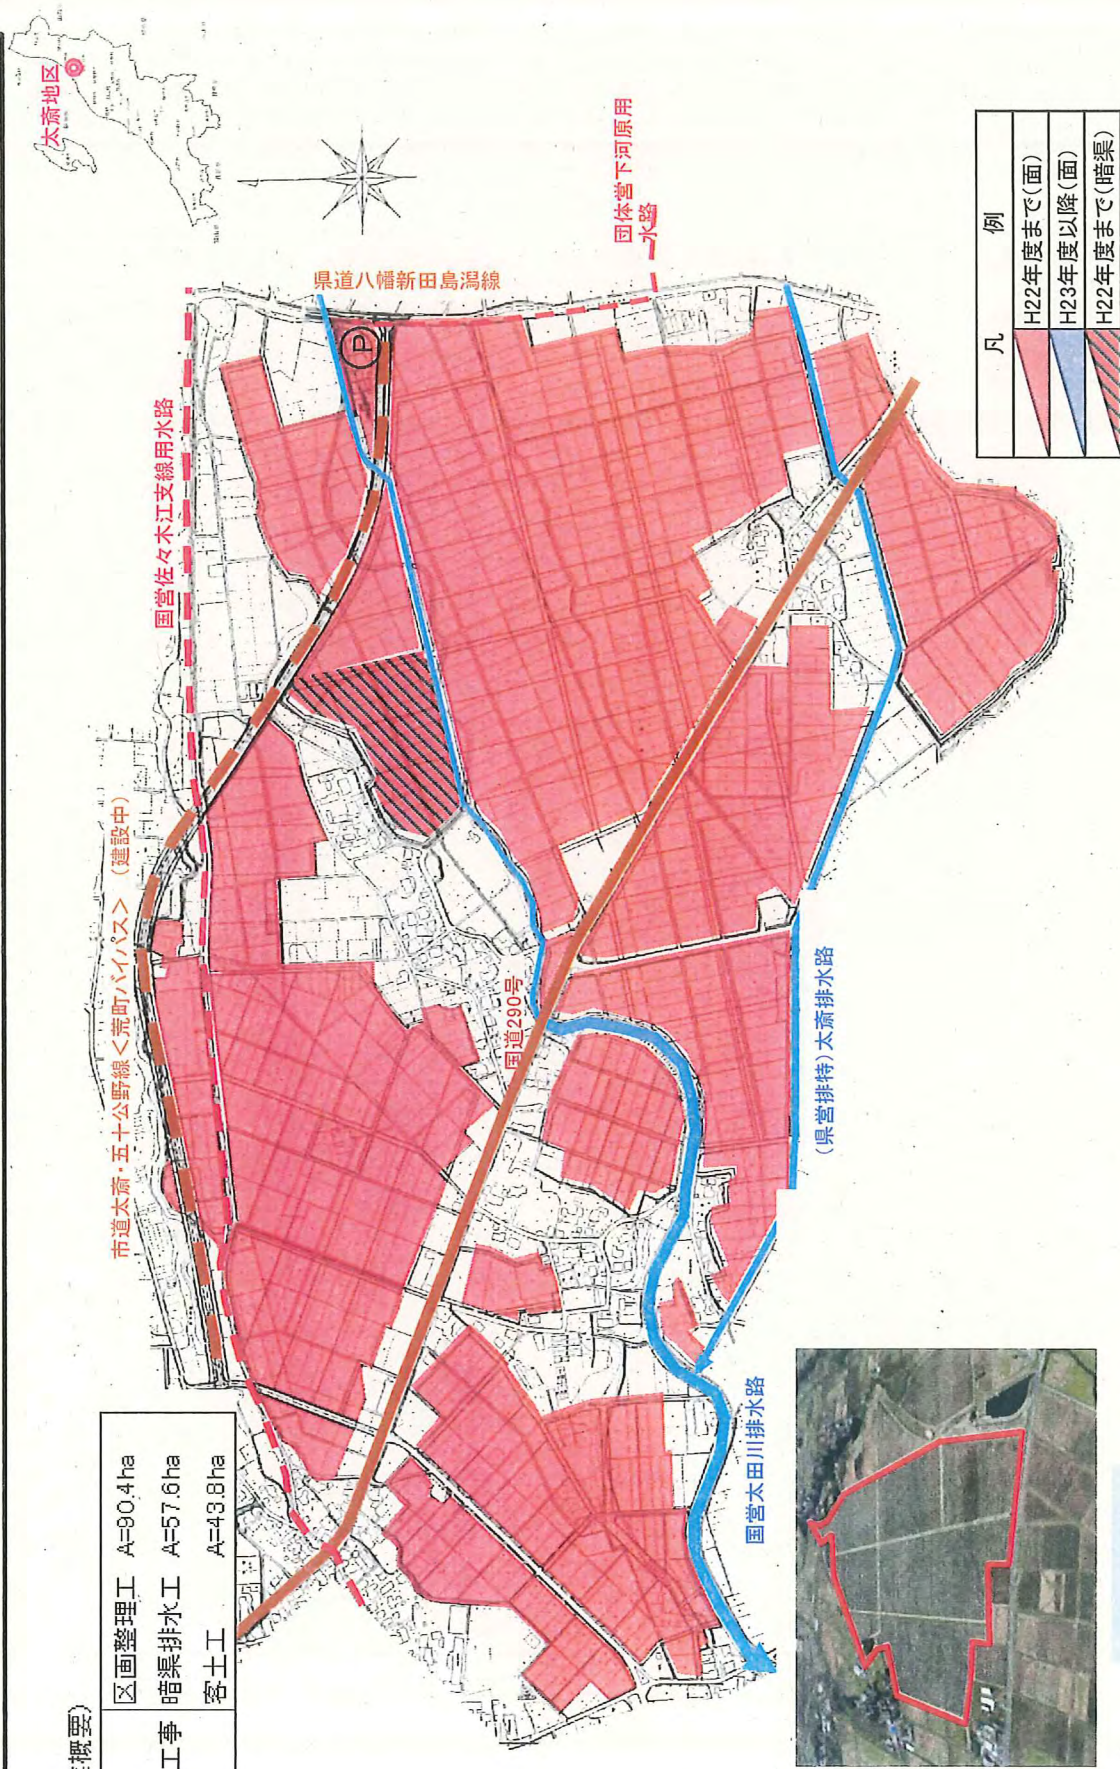 概要)
工事
区画整理工 A=90.4ha
暗渠排水工 A=57.6ha
客土工 A=43.8ha
市道太斎・五十公野線<荒町バイパス> (建設中)
国営佐々木江支線用水路
県道八幡新田島潟線
団体営下河原用
水路
太斎地区
P
国道290号
(県営排特)太斎排水路
国営太田川排水路
凡 例
H22年度まで(面)
H23年度以降(面)
H22年度まで(暗渠)